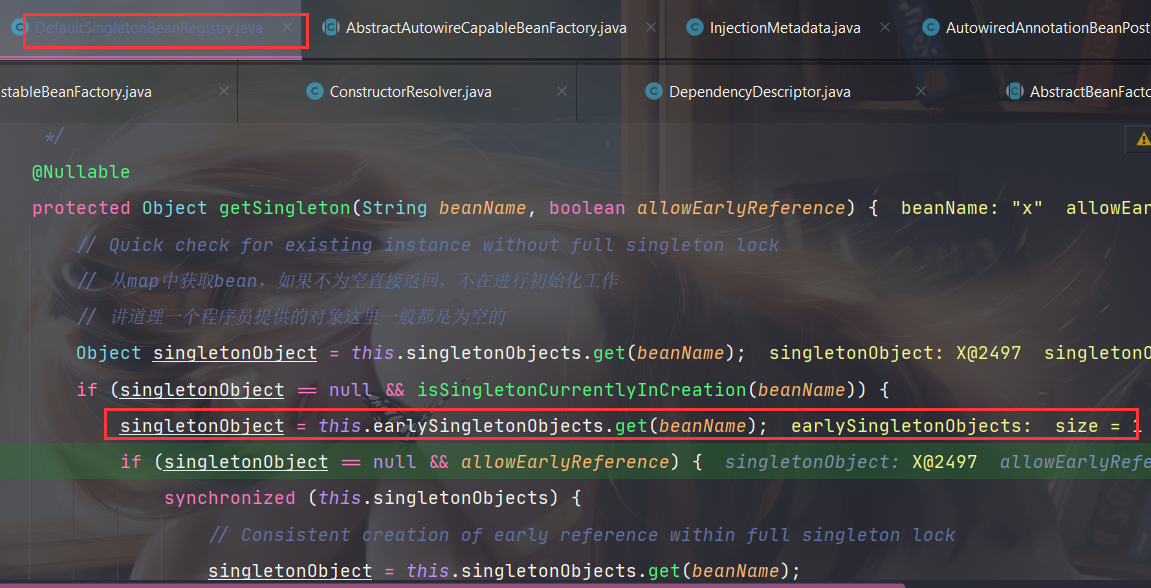 DefaultSingletonBeanRegistry.java AbstractAutowireCapableBeanFactory.java InjectionMetadata.java AutowiredAnnotationBeanPost
stableBeanFactory.java ConstructorResolver.java DependencyDescriptor.java AbstractBeanFacto
*/
@Nullable
protected Object getSingleton(String beanName, boolean allowEarlyReference) { beanName: "x" allowEar
// Quick check for existing instance without full singleton lock
// 从map中获取bean，如果不为空直接返回，不在进行初始化工作
// 讲道理一个程序员提供的对象这里一般都是为空的
Object singletonObject = this.singletonObjects.get(beanName); singletonObject: X@2497 singletonO
if (singletonObject == null && isSingletonCurrentlyInCreation(beanName)) {
singletonObject = this.earlySingletonObjects.get(beanName); earlySingletonObjects: size = 1
if (singletonObject == null && allowEarlyReference) { singletonObject: X@2497 allowEarlyRefe
synchronized (this.singletonObjects) {
// Consistent creation of early reference within full singleton lock
singletonObject = this.singletonObjects.get(beanName);